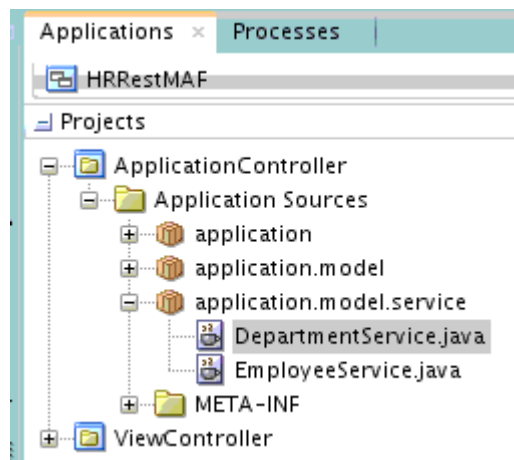 Applications Processes
HRRestMAF
Projects
ApplicationController
Application Sources
application
application.model
application.model.service
DepartmentService.java
EmployeeService.java
META-INF
ViewController